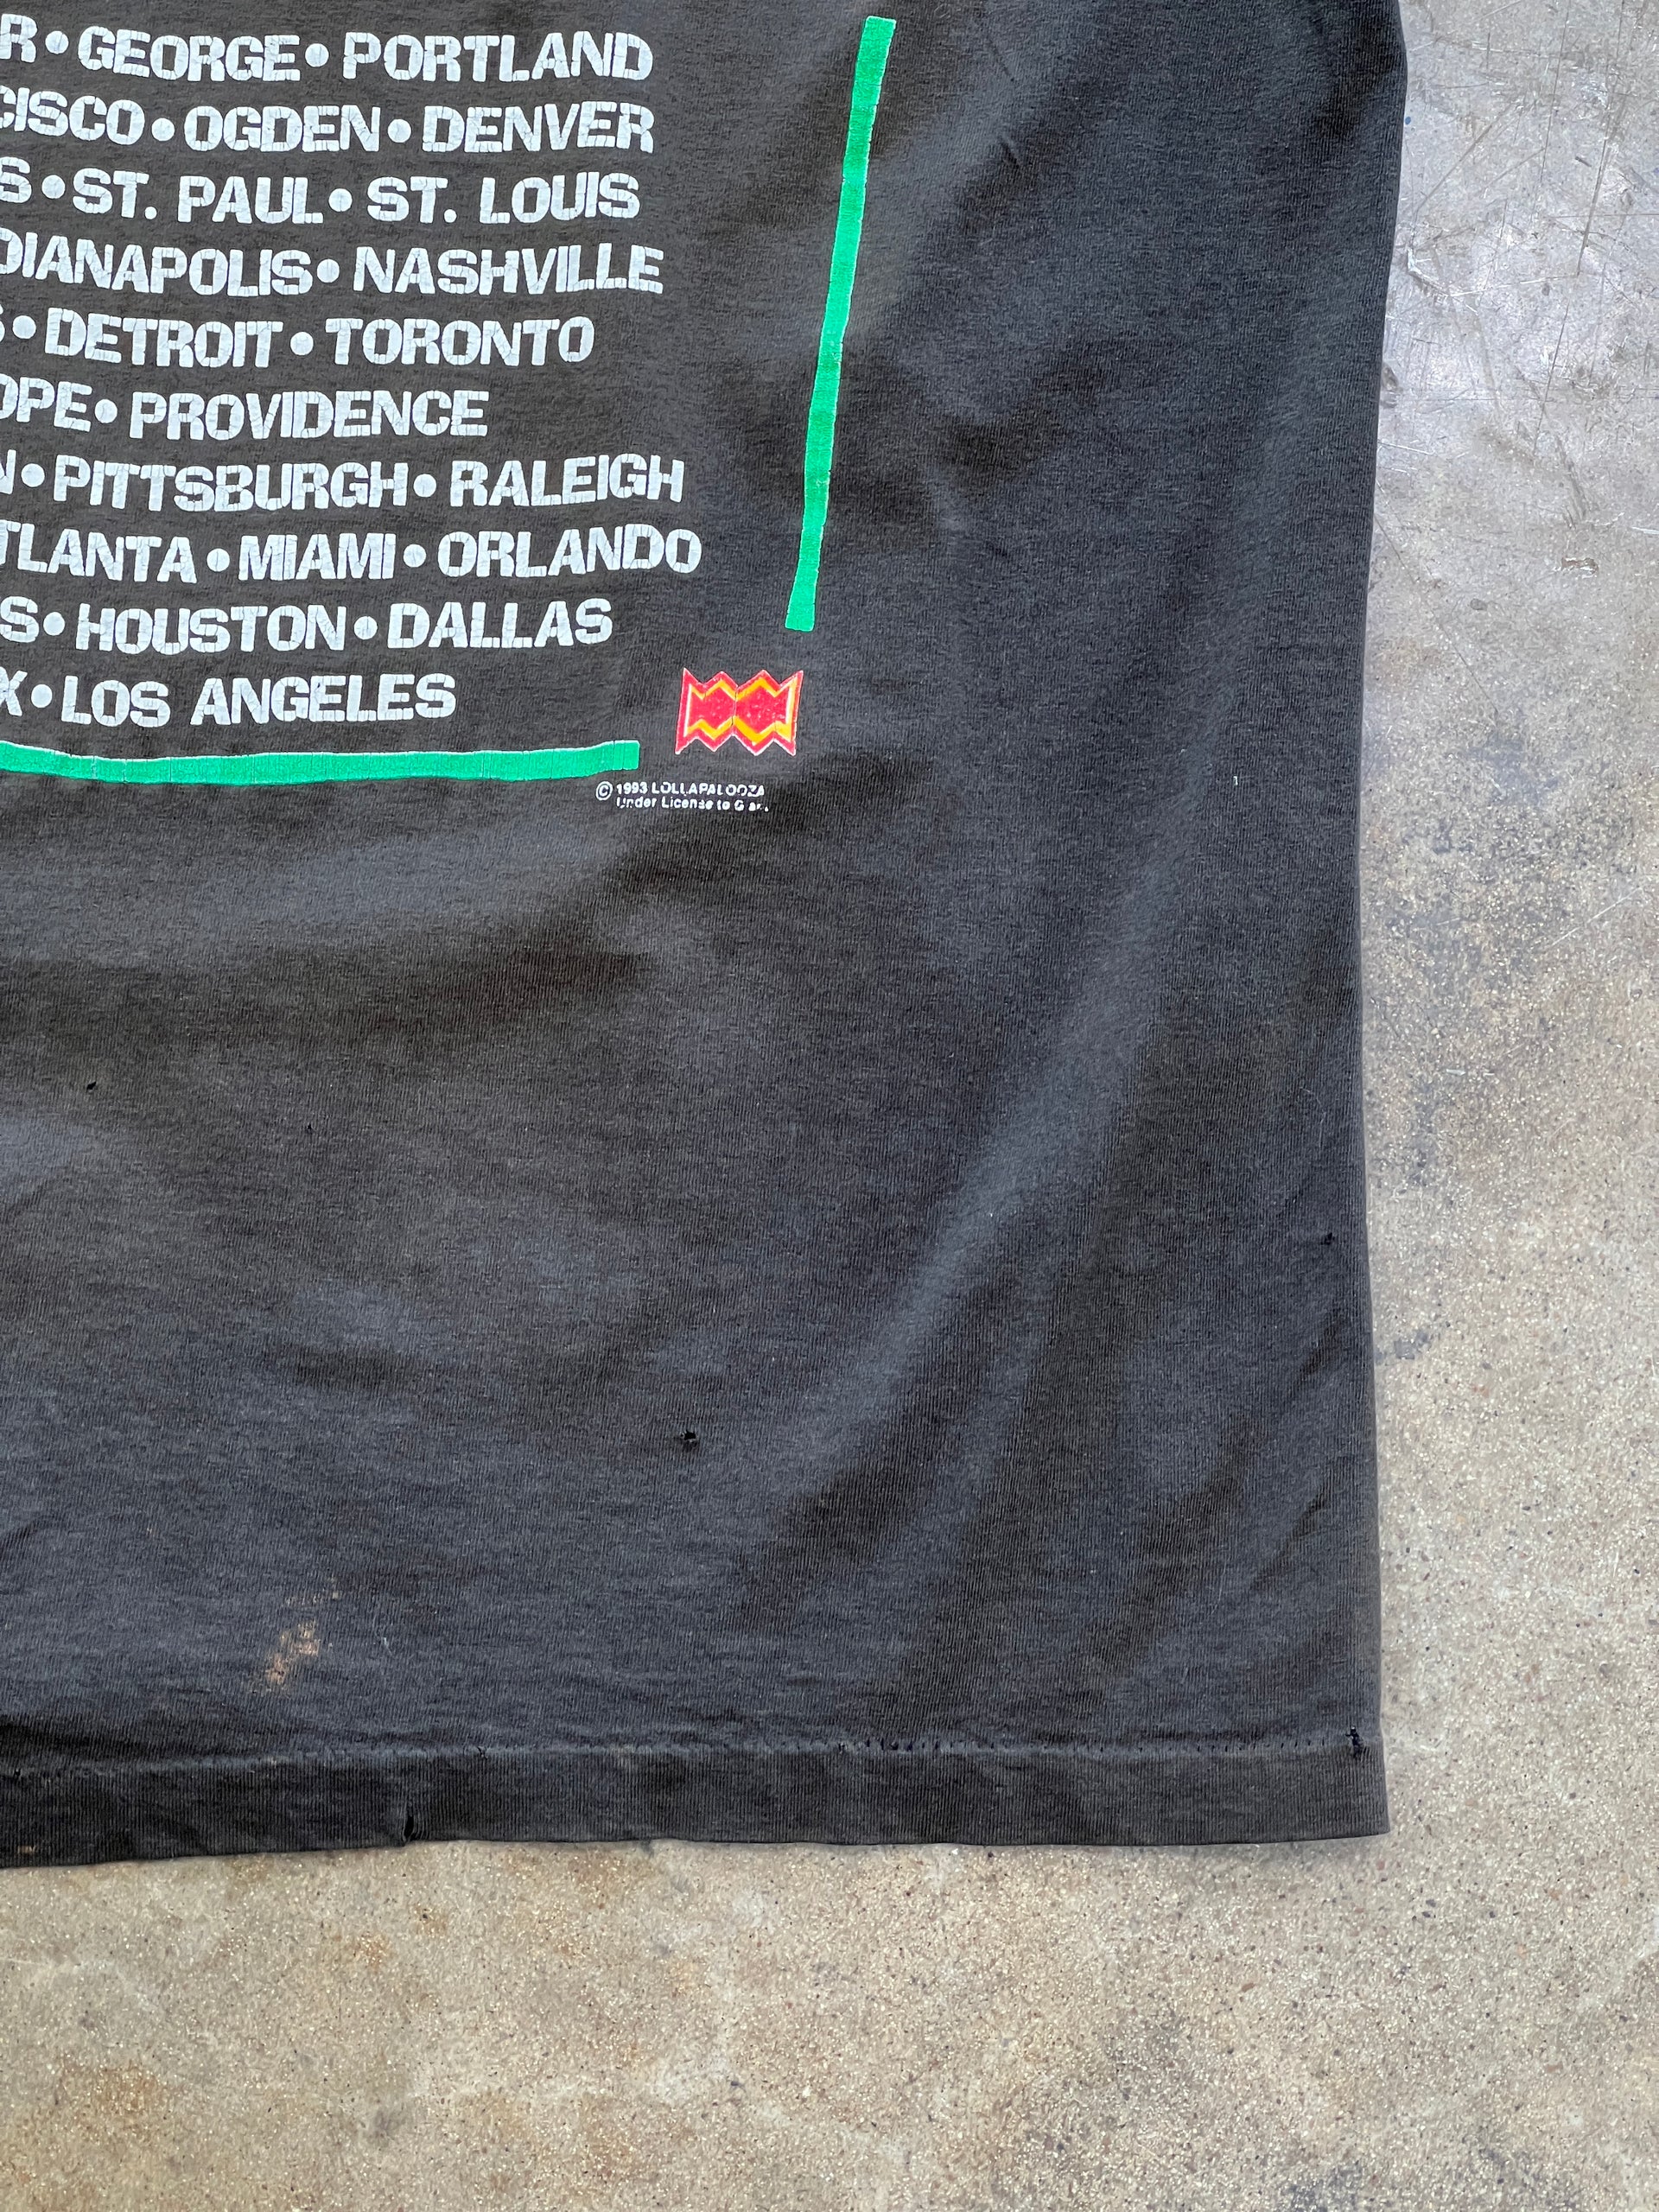 R • GEORGE • PORTLAND
CISCO • OGDEN • DENVER
S • ST. PAUL • ST. LOUIS
DIANAPOLIS • NASHVILLE
S • DETROIT • TORONTO
OPE • PROVIDENCE
N • PITTSBURGH • RALEIGH
TLANTA • MIAMI • ORLANDO
S • HOUSTON • DALLAS
X • LOS ANGELES
© 1993 LOLLAPALOOZA
Under License to